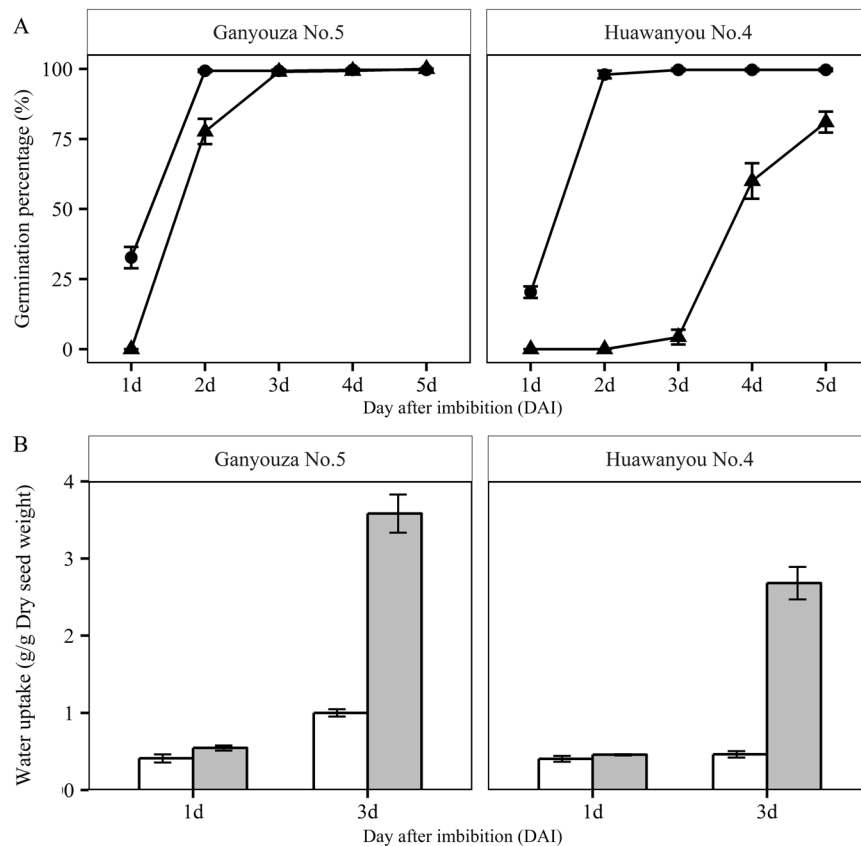 A
Ganyouza No.5
Huawanyou No.4
Germination percentage (%)
100
75
50
25
0
1d 2d 3d 4d 5d
1d 2d 3d 4d 5d
Day after imbibition (DAI)
B
Ganyouza No.5
Huawanyou No.4
Water uptake (g/g Dry seed weight)
4
3
2
1
0
1d 3d
1d 3d
Day after imbibition (DAI)